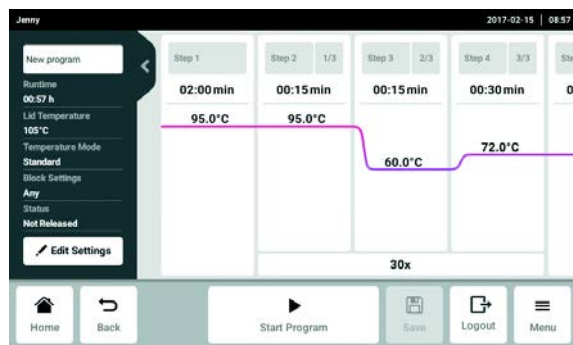 Jenny 2017-02-15 08:57
New program
Runtime
00:57 h
Lid Temperature
105°C
Temperature Mode
Standard
Block Settings
Any
Status
Not Released
Edit Settings
Step 1 Step 2 1/3 Step 3 2/3 Step 4 3/3
02:00 min 00:15 min 00:15 min 00:30 min
95.0°C 95.0°C
60.0°C
72.0°C
30x
Home Back Start Program Save Logout Menu